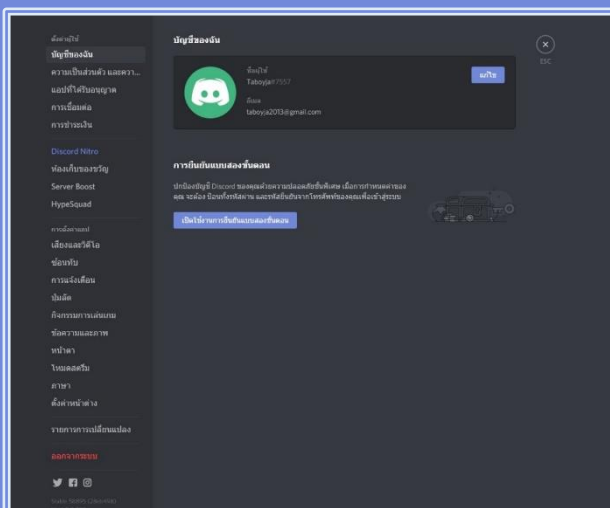 ตั้งค่าผู้ใช้
บัญชีของฉัน
ความเป็นส่วนตัว และควา...
แอปที่ได้รับอนุญาต
การเชื่อมต่อ
การชำระเงิน
Discord Nitro
ห้องเก็บของขวัญ
Server Boost
HypeSquad
การตั้งค่าแอป
เสียงและวิดีโอ
ซ้อนทับ
การแจ้งเตือน
ปุ่มลัด
กิจกรรมการเล่นเกม
ข้อความและภาพ
หน้าตา
โหมดสตรีม
ภาษา
ตั้งค่าหน้าต่าง
รายการการเปลี่ยนแปลง
ออกจากระบบ
บัญชีของฉัน
ชื่อผู้ใช้
Taboyja#7557
อีเมล
taboyja2013@gmail.com
แก้ไข
ESC
การยืนยันแบบสองขั้นตอน
ปกป้องบัญชี Discord ของคุณด้วยความปลอดภัยขั้นพิเศษ เมื่อการกำหนดค่าของ
คุณ จะต้อง ป้อนทั้งรหัสผ่าน และรหัสยืนยันจากโทรศัพท์ของคุณเพื่อเข้าสู่ระบบ
เปิดใช้งานการยืนยันแบบสองขั้นตอน